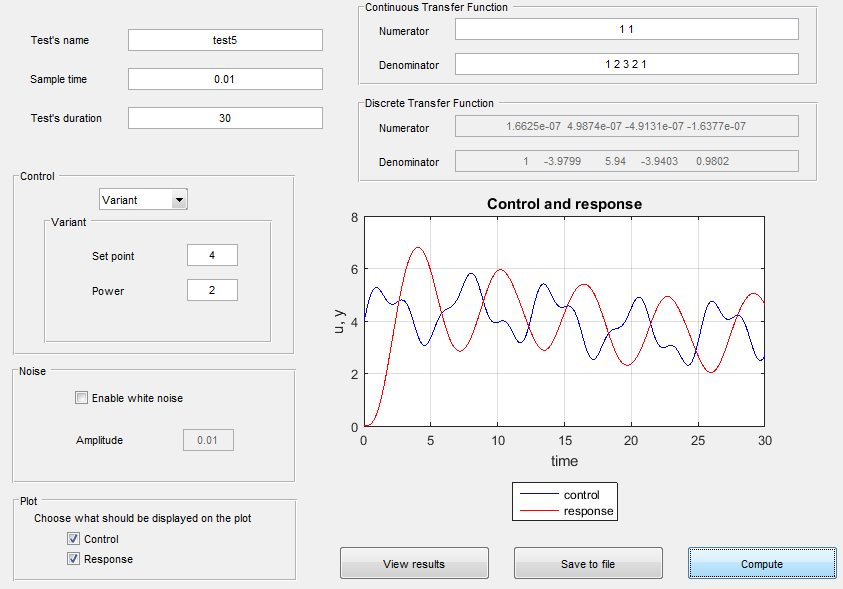 Test's name
test5
Sample time
0.01
Test's duration
30
Continuous Transfer Function
Numerator
1 1
Denominator
1 2 3 2 1
Discrete Transfer Function
Numerator
1.6625e-07 4.9874e-07 -4.9131e-07 -1.6377e-07
Denominator
1 -3.9799 5.94 -3.9403 0.9802
Control
Variant
Variant
Set point
4
Power
2
Noise
Enable white noise
Amplitude
0.01
Plot
Choose what should be displayed on the plot
Control
Response
Control and response
8
6
4
2
0
u, y
0 5 10 15 20 25 30
time
control
response
View results
Save to file
Compute